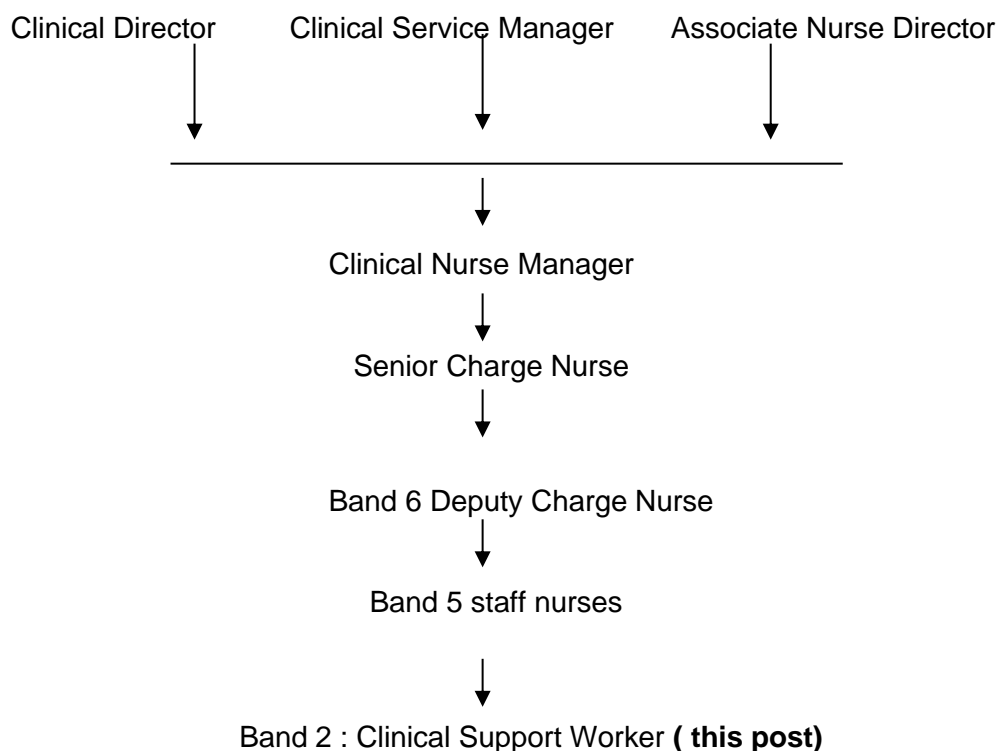 Clinical Director Clinical Service Manager Associate Nurse Director
Clinical Nurse Manager
Senior Charge Nurse
Band 6 Deputy Charge Nurse
Band 5 staff nurses
Band 2 : Clinical Support Worker ( this post)